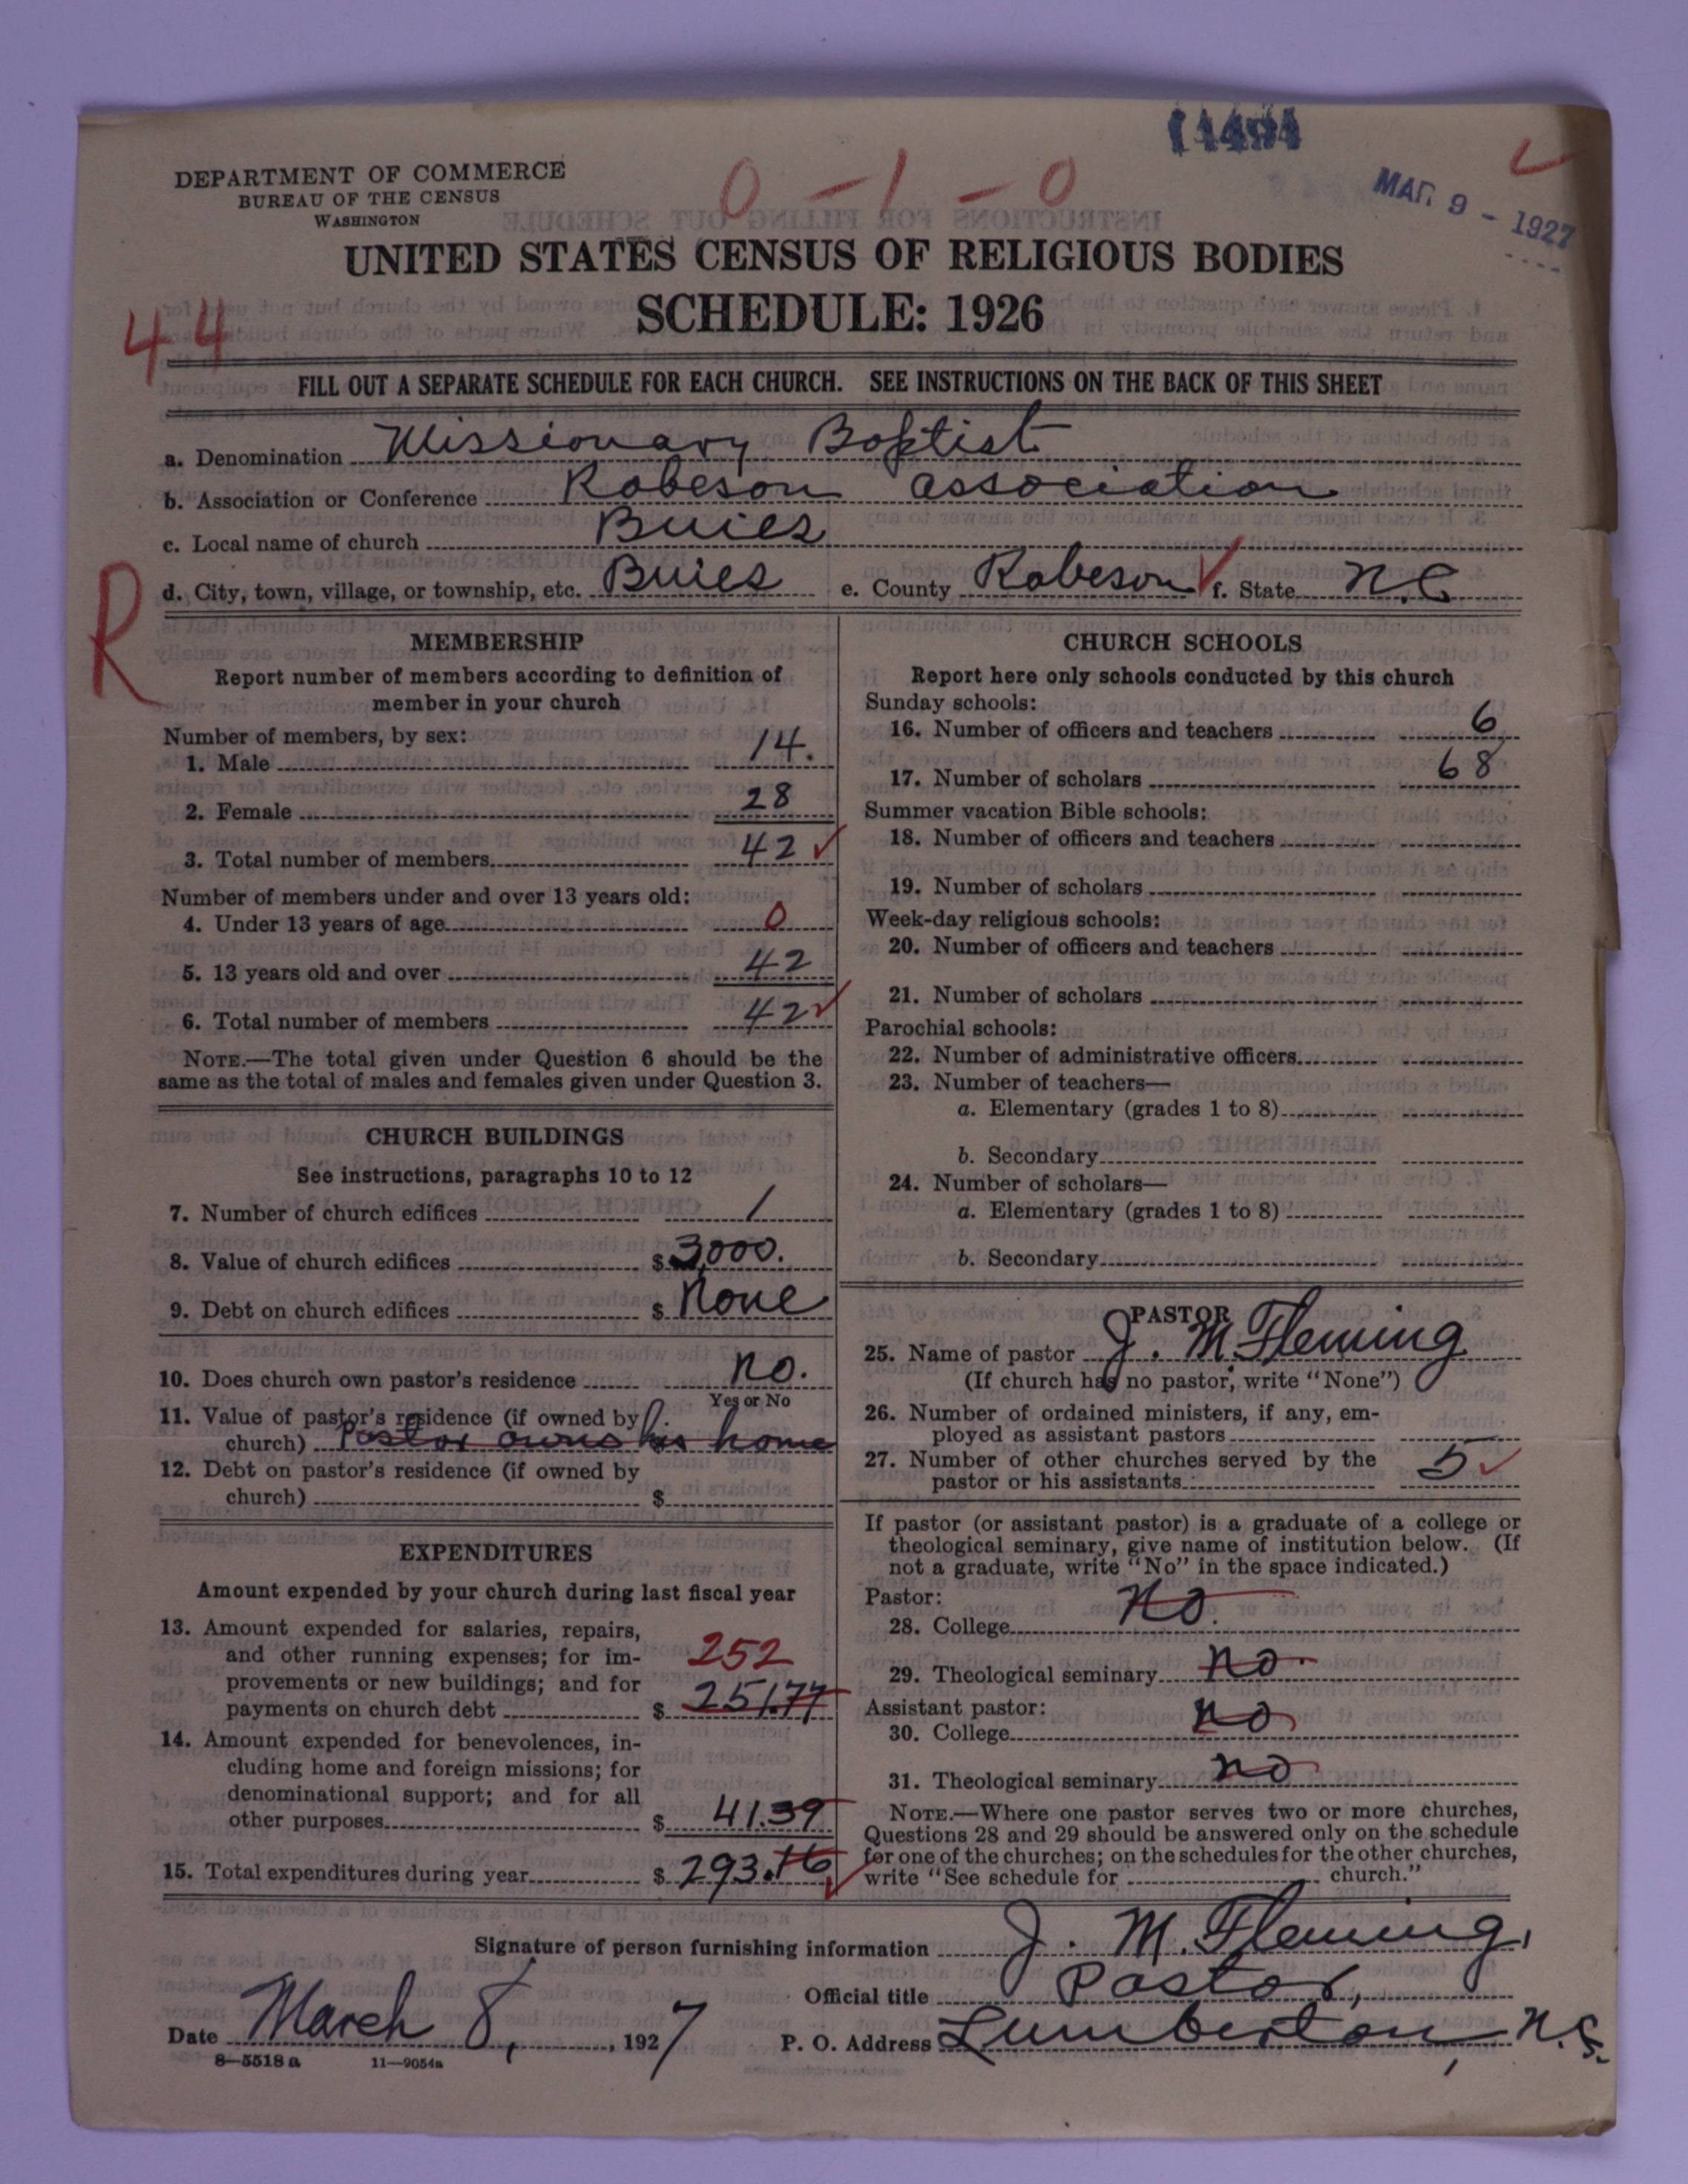 DEPARTMENT OF COMMERCE
BUREAU OF THE CENSUS
WASHINGTON
0 - 1 - 0
MAR 9 - 1927
UNITED STATES CENSUS OF RELIGIOUS BODIES
SCHEDULE: 1926
44
FILL OUT A SEPARATE SCHEDULE FOR EACH CHURCH. SEE INSTRUCTIONS ON THE BACK OF THIS SHEET
a. Denomination Missionary Baptist
b. Association or Conference Robeson association
c. Local name of church Buies
R
d. City, town, village, or township, etc. Buies e. County Robeson f. State N.C
MEMBERSHIP
Report number of members according to definition of
member in your church
Number of members, by sex:
1. Male 14.
2. Female 28
3. Total number of members 42
Number of members under and over 13 years old:
4. Under 13 years of age 0
5. 13 years old and over 42
6. Total number of members 42
NOTE.—The total given under Question 6 should be the
same as the total of males and females given under Question 3.
CHURCH BUILDINGS
See instructions, paragraphs 10 to 12
7. Number of church edifices 1
8. Value of church edifices $3,000.
9. Debt on church edifices $ None
10. Does church own pastor's residence no.
Yes or No
11. Value of pastor's residence (if owned by
church) Pastor owns his home
12. Debt on pastor's residence (if owned by
church) $
EXPENDITURES
Amount expended by your church during last fiscal year
13. Amount expended for salaries, repairs,
and other running expenses; for im- 252
provements or new buildings; and for
payments on church debt $ 251.77
14. Amount expended for benevolences, in-
cluding home and foreign missions; for
denominational support; and for all
other purposes $ 41.39
15. Total expenditures during year $ 293.16
CHURCH SCHOOLS
Report here only schools conducted by this church
Sunday schools:
16. Number of officers and teachers 6
17. Number of scholars 68
Summer vacation Bible schools:
18. Number of officers and teachers
19. Number of scholars
Week-day religious schools:
20. Number of officers and teachers
21. Number of scholars
Parochial schools:
22. Number of administrative officers
23. Number of teachers—
a. Elementary (grades 1 to 8)
b. Secondary
24. Number of scholars—
a. Elementary (grades 1 to 8)
b. Secondary
PASTOR
25. Name of pastor J. M. Fleming
(If church has no pastor, write "None")
26. Number of ordained ministers, if any, em-
ployed as assistant pastors
27. Number of other churches served by the
pastor or his assistants 5
If pastor (or assistant pastor) is a graduate of a college or
theological seminary, give name of institution below. (If
not a graduate, write "No" in the space indicated.)
Pastor:
28. College No.
29. Theological seminary no.
Assistant pastor:
30. College no
31. Theological seminary no
NOTE.—Where one pastor serves two or more churches,
Questions 28 and 29 should be answered only on the schedule
for one of the churches; on the schedules for the other churches,
write "See schedule for church."
Signature of person furnishing information J. M. Fleming,
Official title Pastor,
Date March 8, , 1927 P. O. Address Lumberton, N.C.
8—5518 a 11—9054a